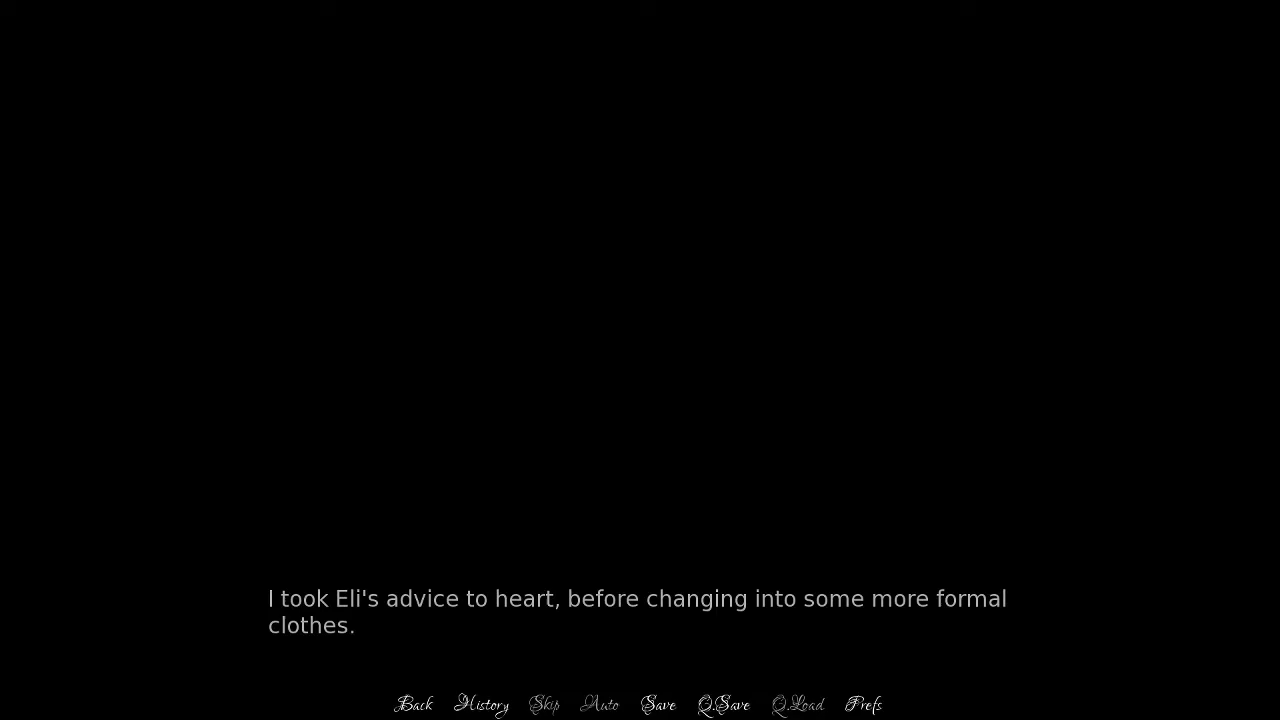 I took Eli's advice to heart, before changing into some more formal
clothes.
Back History Skip Auto Save Q.Save Q.Load Prefs